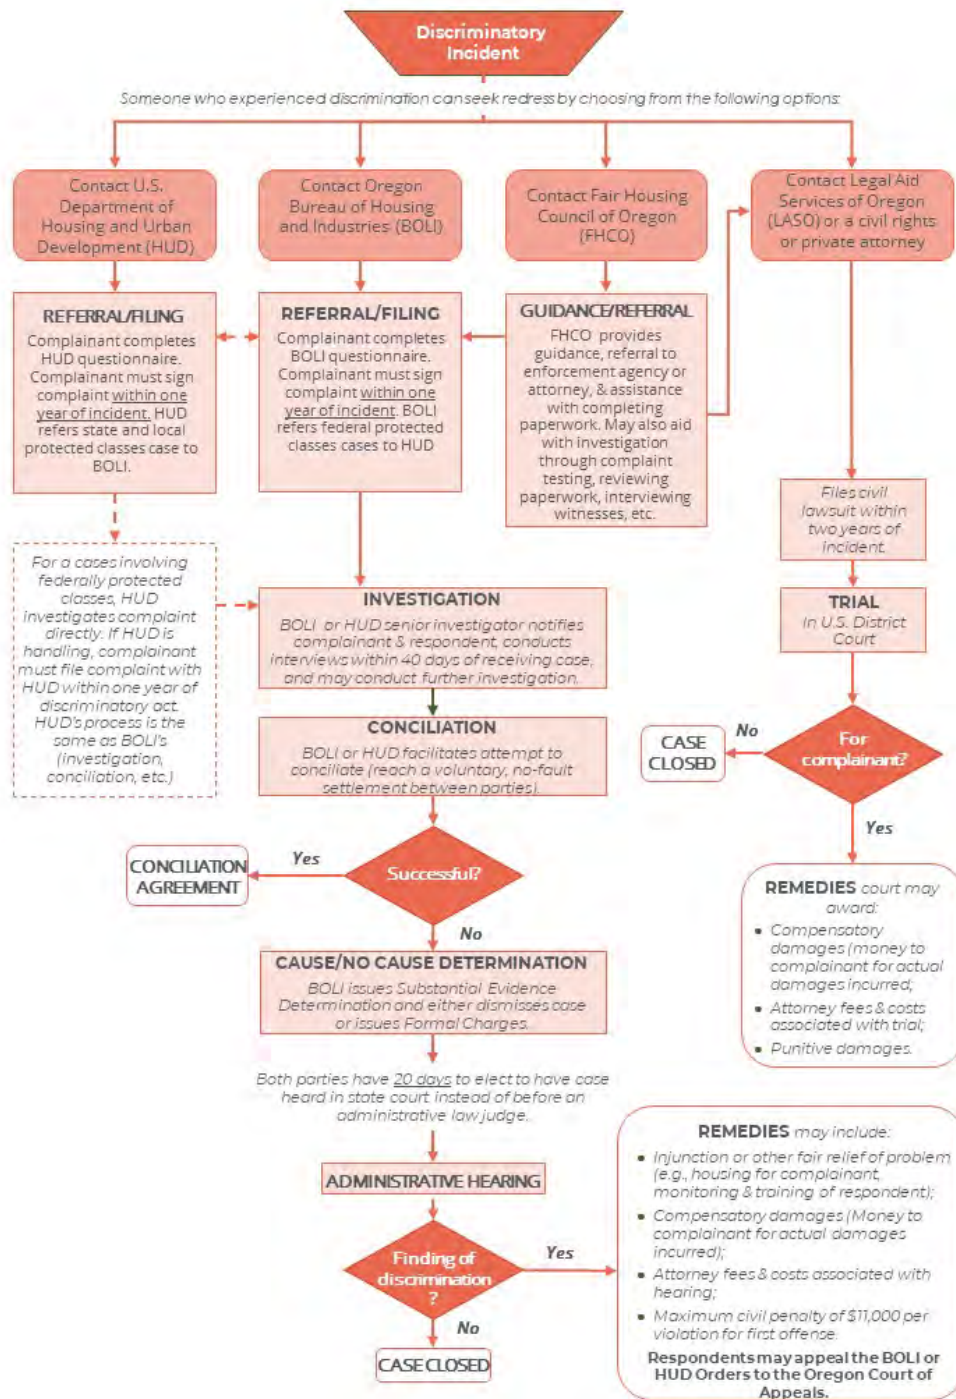 Discriminatory
Incident
Someone who experienced discrimination can seek redress by choosing from the following options:
Contact U.S.
Department of
Housing and Urban
Development (HUD)
Contact Oregon
Bureau of Housing
and Industries (BOLI)
Contact Fair Housing
Council of Oregon
(FHCO)
Contact Legal Aid
Services of Oregon
(LASO) or a civil rights
or private attorney
REFERRAL/FILING
Complainant completes
HUD questionnaire.
Complainant must sign
complaint within one
year of incident. HUD
refers state and local
protected classes case to
BOLI.
REFERRAL/FILING
Complainant completes
BOLI questionnaire.
Complainant must sign
complaint within one
year of incident. BOLI
refers federal protected
classes cases to HUD
GUIDANCE/REFERRAL
FHCO provides
guidance, referral to
enforcement agency or
attorney, & assistance
with completing
paperwork. May also aid
with investigation
through complaint
testing, reviewing
paperwork, interviewing
witnesses, etc.
Files civil
lawsuit within
two years of
incident.
For a cases involving
federally protected
classes, HUD
investigates complaint
directly. If HUD is
handling, complainant
must file complaint with
HUD within one year of
discriminatory act.
HUD's process is the
same as BOLI's
(investigation,
conciliation, etc.)
INVESTIGATION
BOLI or HUD senior investigator notifies
complainant & respondent, conducts
interviews within 40 days of receiving case,
and may conduct further investigation.
TRIAL
In U.S. District
Court
CONCILIATION
BOLI or HUD facilitates attempt to
conciliate (reach a voluntary, no-fault
settlement between parties).
For
complainant?
No
CASE
CLOSED
Yes
Successful?
Yes
CONCILIATION
AGREEMENT
No
REMEDIES court may
award:
• Compensatory
damages (money to
complainant for actual
damages incurred;
• Attorney fees & costs
associated with trial;
• Punitive damages.
CAUSE/NO CAUSE DETERMINATION
BOLI issues Substantial Evidence
Determination and either dismisses case
or issues Formal Charges.
Both parties have 20 days to elect to have case
heard in state court instead of before an
administrative law judge.
ADMINISTRATIVE HEARING
Finding of
discrimination
?
Yes
No
CASE CLOSED
REMEDIES may include:
• Injunction or other fair relief of problem
(e.g., housing for complainant,
monitoring & training of respondent);
• Compensatory damages (Money to
complainant for actual damages
incurred);
• Attorney fees & costs associated with
hearing;
• Maximum civil penalty of $11,000 per
violation for first offense.
Respondents may appeal the BOLI or
HUD Orders to the Oregon Court of
Appeals.